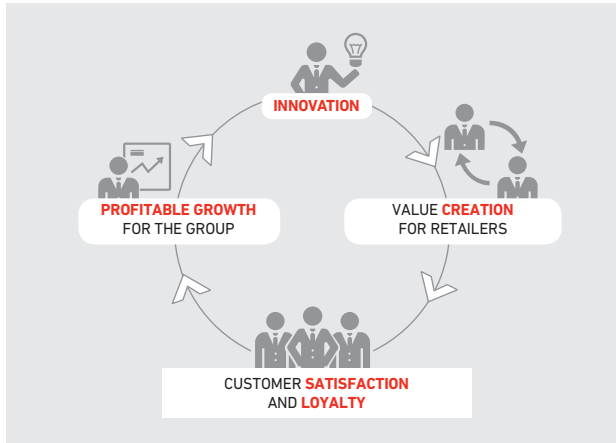 INNOVATION
VALUE CREATION
FOR RETAILERS
CUSTOMER SATISFACTION
AND LOYALTY
PROFITABLE GROWTH
FOR THE GROUP